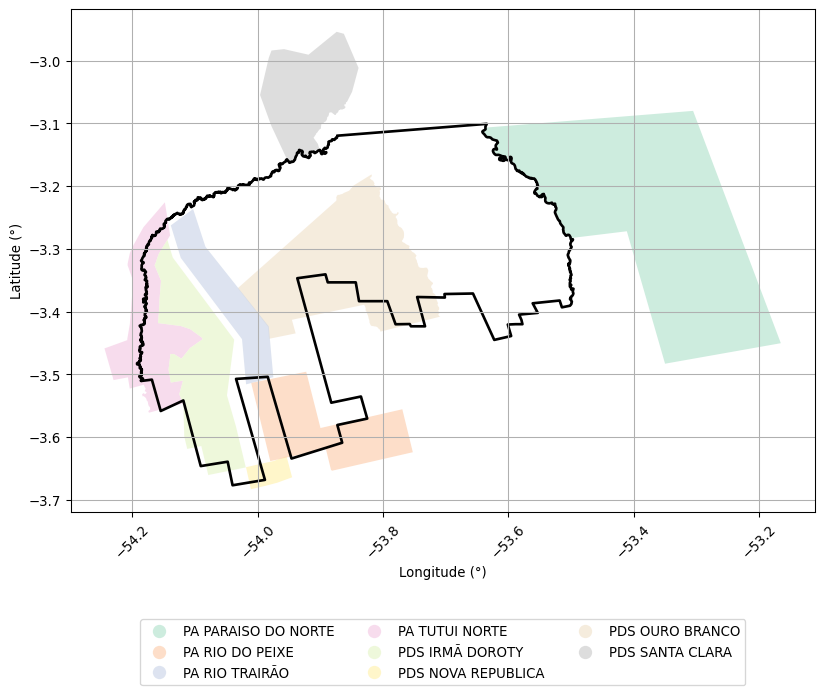 −3.0
−3.1
−3.2
−3.3
−3.4
−3.5
−3.6
−3.7
Latitude (°)
−54.2
−54.0
−53.8
−53.6
−53.4
−53.2
Longitude (°)
PA PARAISO DO NORTE
PA RIO DO PEIXE
PA RIO TRAIRÃO
PA TUTUI NORTE
PDS IRMÃ DOROTY
PDS NOVA REPUBLICA
PDS OURO BRANCO
PDS SANTA CLARA